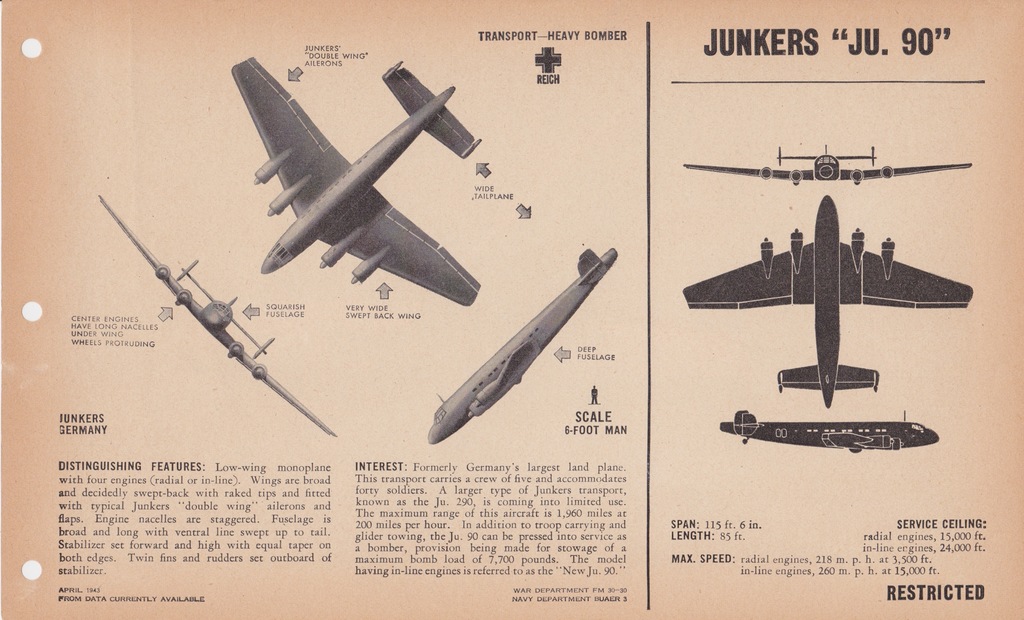 TRANSPORT—HEAVY BOMBER
REICH
JUNKERS'
"DOUBLE WING"
AILERONS
WIDE
TAILPLANE
CENTER ENGINES
HAVE LONG NACELLES
UNDER WING
WHEELS PROTRUDING
SQUARISH
FUSELAGE
VERY WIDE
SWEPT BACK WING
DEEP
FUSELAGE
JUNKERS
GERMANY
SCALE
6-FOOT MAN
DISTINGUISHING FEATURES: Low-wing monoplane
with four engines (radial or in-line). Wings are broad
and decidedly swept-back with raked tips and fitted
with typical Junkers "double wing" ailerons and
flaps. Engine nacelles are staggered. Fuselage is
broad and long with ventral line swept up to tail.
Stabilizer set forward and high with equal taper on
both edges. Twin fins and rudders set outboard of
stabilizer.
INTEREST: Formerly Germany's largest land plane.
This transport carries a crew of five and accommodates
forty soldiers. A larger type of Junkers transport,
known as the Ju. 290, is coming into limited use.
The maximum range of this aircraft is 1,960 miles at
200 miles per hour. In addition to troop carrying and
glider towing, the Ju. 90 can be pressed into service as
a bomber, provision being made for stowage of a
maximum bomb load of 7,700 pounds. The model
having in-line engines is referred to as the "New Ju. 90."
APRIL 1943
FROM DATA CURRENTLY AVAILABLE
WAR DEPARTMENT FM 30-30
NAVY DEPARTMENT BUAER 3
JUNKERS "JU. 90"
SPAN: 115 ft. 6 in.
LENGTH: 85 ft.
SERVICE CEILING:
radial engines, 15,000 ft.
in-line engines, 24,000 ft.
MAX. SPEED: radial engines, 218 m. p. h. at 3,500 ft.
in-line engines, 260 m. p. h. at 15,000 ft.
RESTRICTED